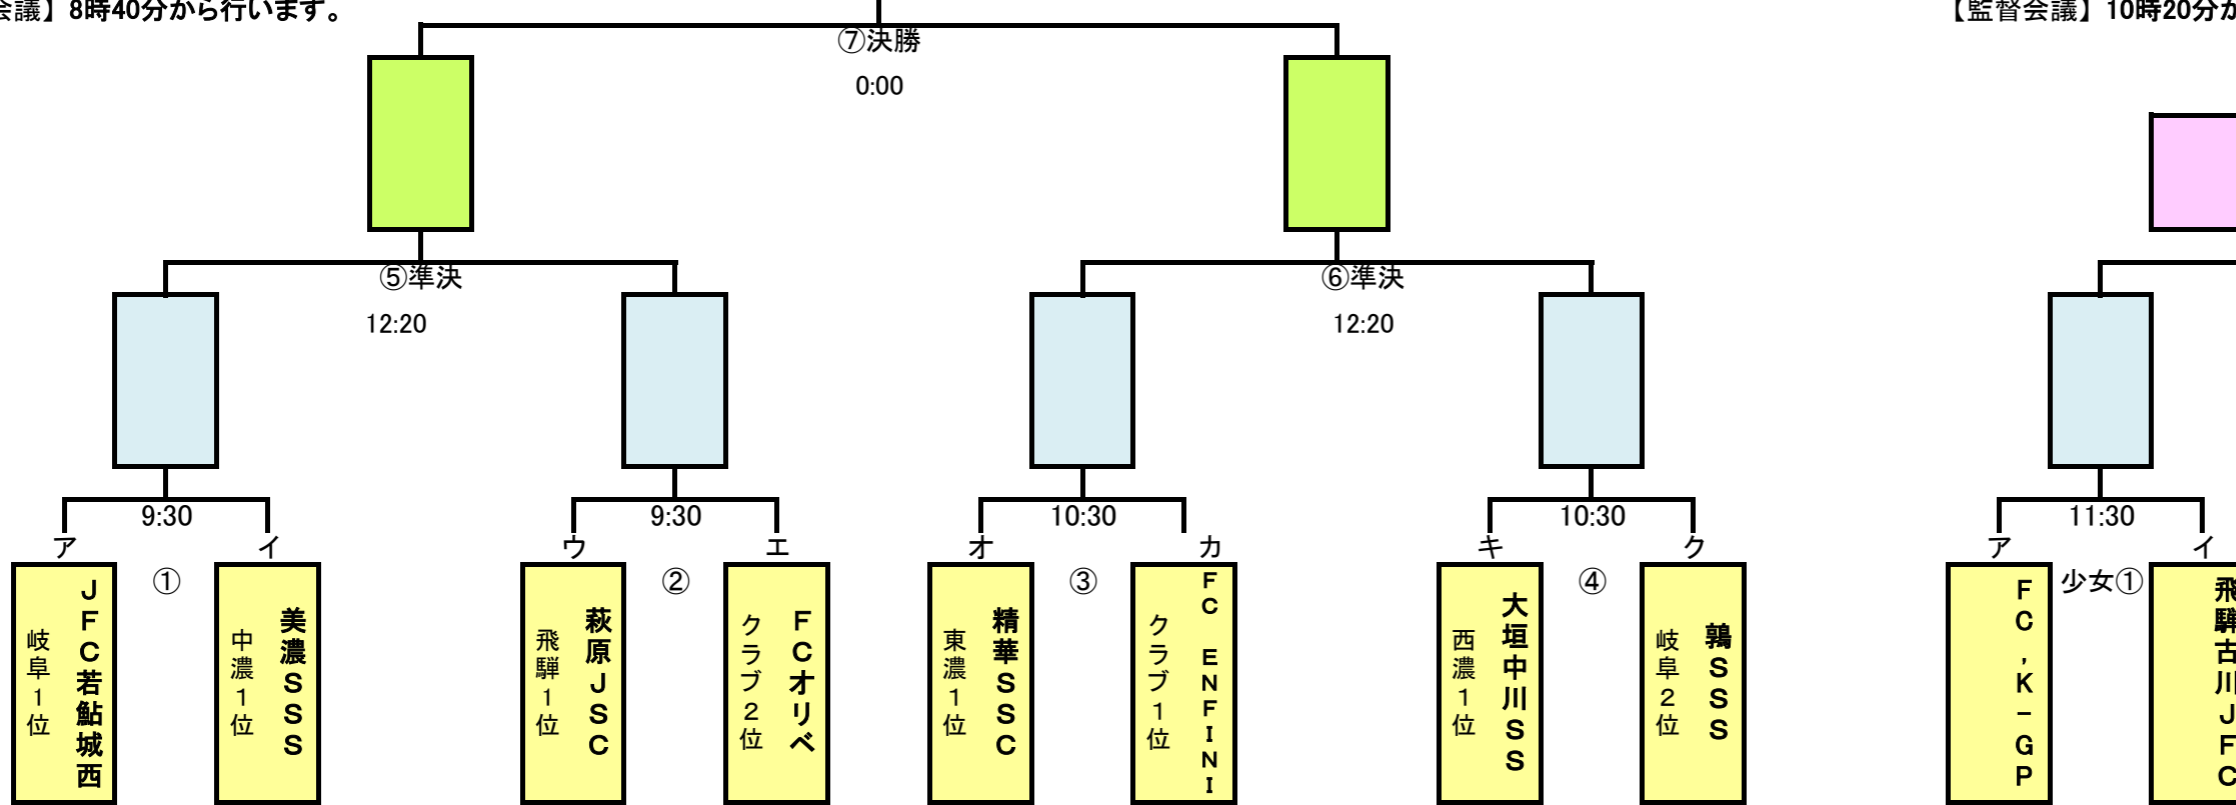 会議】8時40分から行います。
【監督会議】10時20分か
⑦決勝
0:00
⑤準決
12:20
⑥準決
12:20
9:30
9:30
10:30
10:30
11:30
ア
イ
ウ
エ
オ
カ
キ
ク
ア
イ
①
②
③
④
少女①
ＪＦＣ若鮎城西
岐阜１位
美濃ＳＳＳ
中濃１位
萩原ＪＳＣ
飛騨１位
ＦＣオリベ
クラブ２位
精華ＳＳＣ
東濃１位
ＦＣ ＥＮＦＩＮＩ
クラブ１位
大垣中川ＳＳ
西濃１位
鶉ＳＳＳ
岐阜２位
ＦＣ，Ｋ－ＧＰ
飛騨古川ＪＦＣ